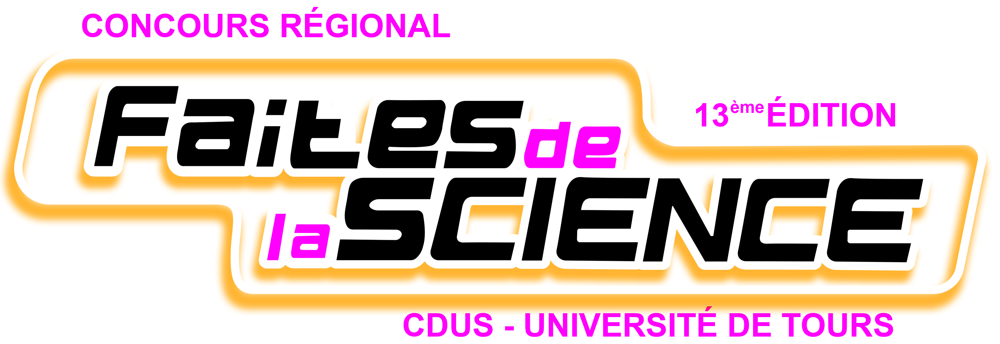 CONCOURS RÉGIONAL
Faites de
13ème ÉDITION
la SCIENCE
CDUS - UNIVERSITÉ DE TOURS